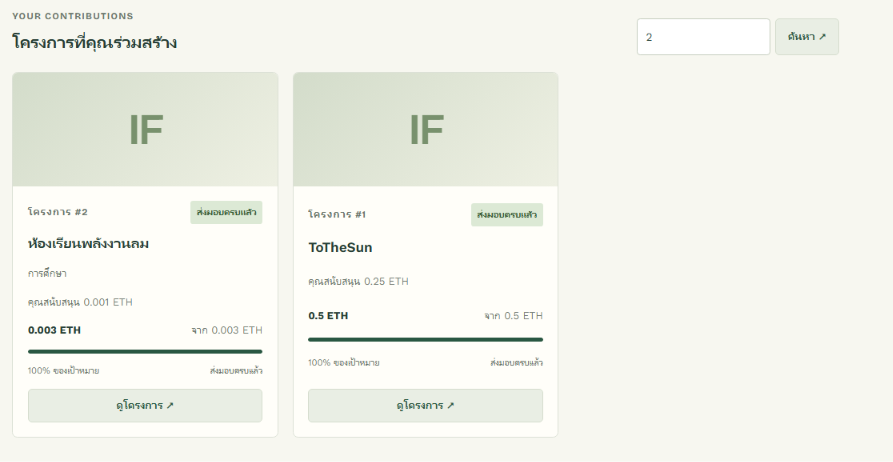 YOUR CONTRIBUTIONS
โครงการที่คุณร่วมสร้าง
2
ค้นหา ↗
IF
โครงการ #2
ส่งมอบครบแล้ว
ห้องเรียนพลังงานลม
การศึกษา
คุณสนับสนุน 0.001 ETH
0.003 ETH
จาก 0.003 ETH
100% ของเป้าหมาย
ส่งมอบครบแล้ว
ดูโครงการ ↗
IF
โครงการ #1
ส่งมอบครบแล้ว
ToTheSun
คุณสนับสนุน 0.25 ETH
0.5 ETH
จาก 0.5 ETH
100% ของเป้าหมาย
ส่งมอบครบแล้ว
ดูโครงการ ↗